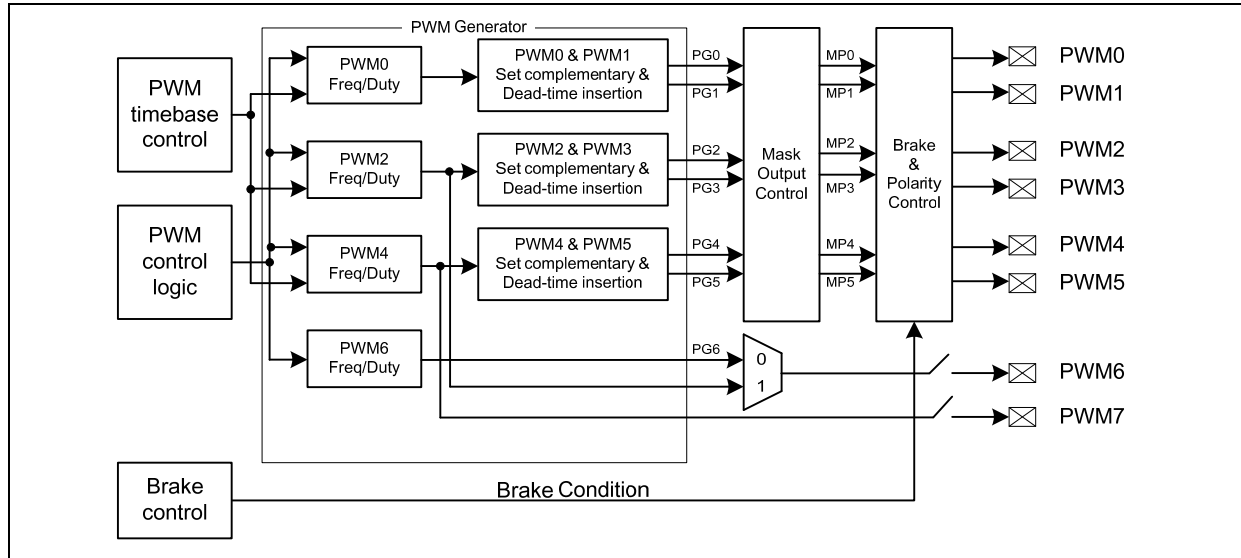 PWM Generator
PWM
timebase
control
PWM
control
logic
Brake
control
PWM0
Freq/Duty
PWM2
Freq/Duty
PWM4
Freq/Duty
PWM6
Freq/Duty
PWM0 & PWM1
Set complementary &
Dead-time insertion
PWM2 & PWM3
Set complementary &
Dead-time insertion
PWM4 & PWM5
Set complementary &
Dead-time insertion
PG0
PG1
PG2
PG3
PG4
PG5
PG6
Mask
Output
Control
0
1
MP0
MP1
MP2
MP3
MP4
MP5
Brake
&
Polarity
Control
PWM0
PWM1
PWM2
PWM3
PWM4
PWM5
PWM6
PWM7
Brake Condition